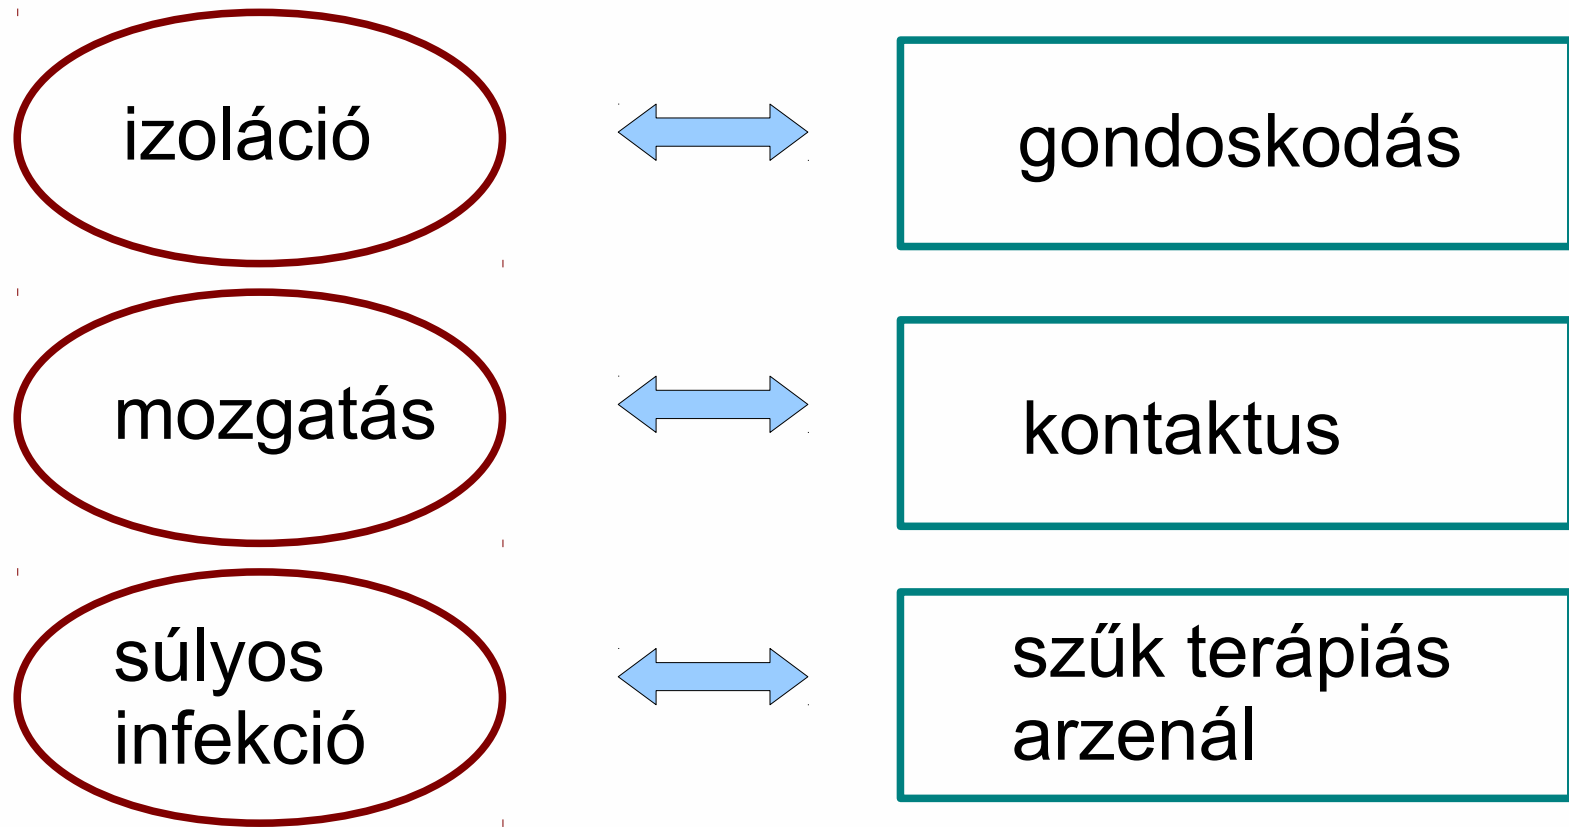 izoláció
gondoskodás
mozgatás
kontaktus
súlyos
infekció
szűk terápiás
arzenál